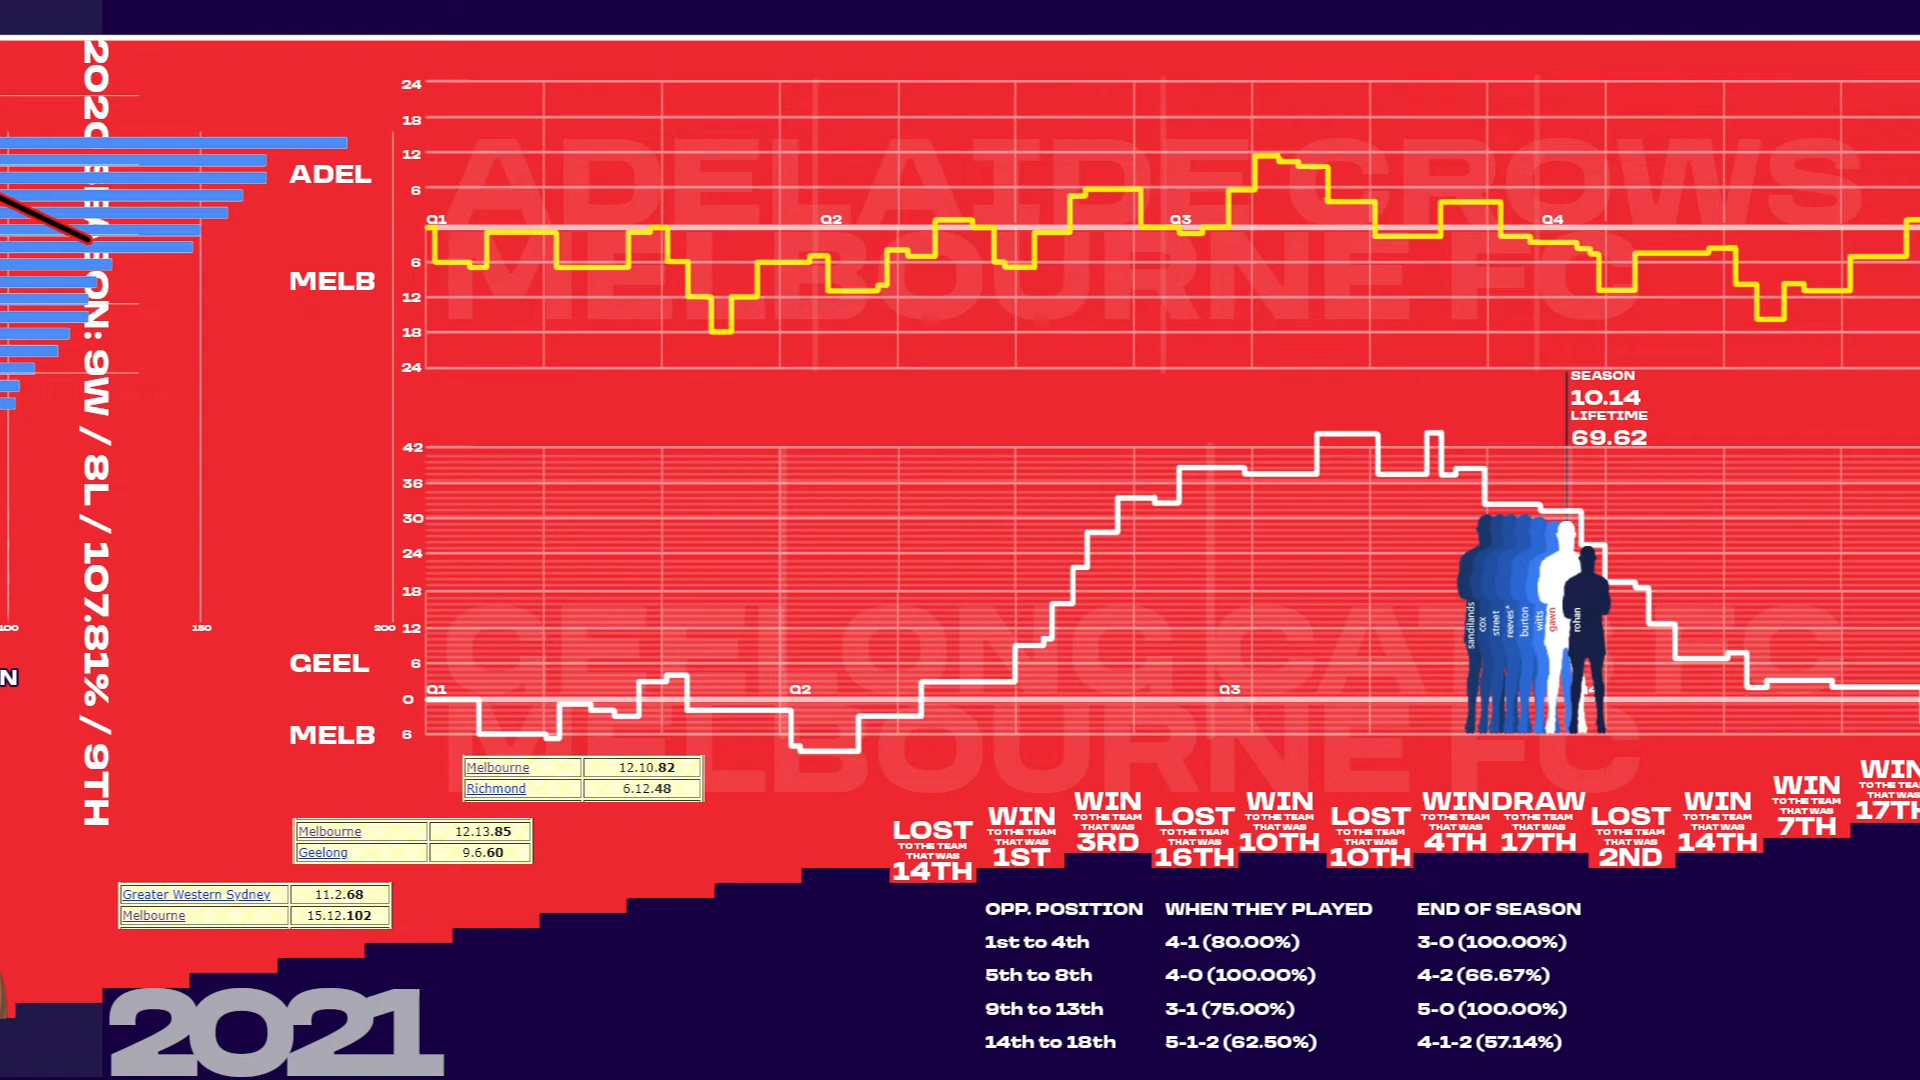 2020 SEASON: 9W / 8L / 107.81% / 9TH
ADELAIDE CROWS
MELBOURNE FC
ADEL
MELB
24
18
12
6
6
12
18
24
Q1
Q2
Q3
Q4
SEASON
10.14
LIFETIME
69.62
GEELONG CATS FC
MELBOURNE FC
GEEL
MELB
42
36
30
24
18
12
6
0
6
Q1
Q2
Q3
100
150
200
N
sandilands
cox
street
reeves*
burton
witts
gawn
rohan
Melbourne 12.10.82
Richmond 6.12.48
Melbourne 12.13.85
Geelong 9.6.60
Greater Western Sydney 11.2.68
Melbourne 15.12.102
LOST
TO THE TEAM
THAT WAS
14TH
WIN
TO THE TEAM
THAT WAS
1ST
WIN
TO THE TEAM
THAT WAS
3RD
LOST
TO THE TEAM
THAT WAS
16TH
WIN
TO THE TEAM
THAT WAS
10TH
LOST
TO THE TEAM
THAT WAS
10TH
WIN
TO THE TEAM
THAT WAS
4TH
DRAW
TO THE TEAM
THAT WAS
17TH
LOST
TO THE TEAM
THAT WAS
2ND
WIN
TO THE TEAM
THAT WAS
14TH
WIN
TO THE TEAM
THAT WAS
7TH
WIN
TO THE TEAM
THAT WAS
17TH
OPP. POSITION WHEN THEY PLAYED END OF SEASON
1st to 4th 4-1 (80.00%) 3-0 (100.00%)
5th to 8th 4-0 (100.00%) 4-2 (66.67%)
9th to 13th 3-1 (75.00%) 5-0 (100.00%)
14th to 18th 5-1-2 (62.50%) 4-1-2 (57.14%)
2021